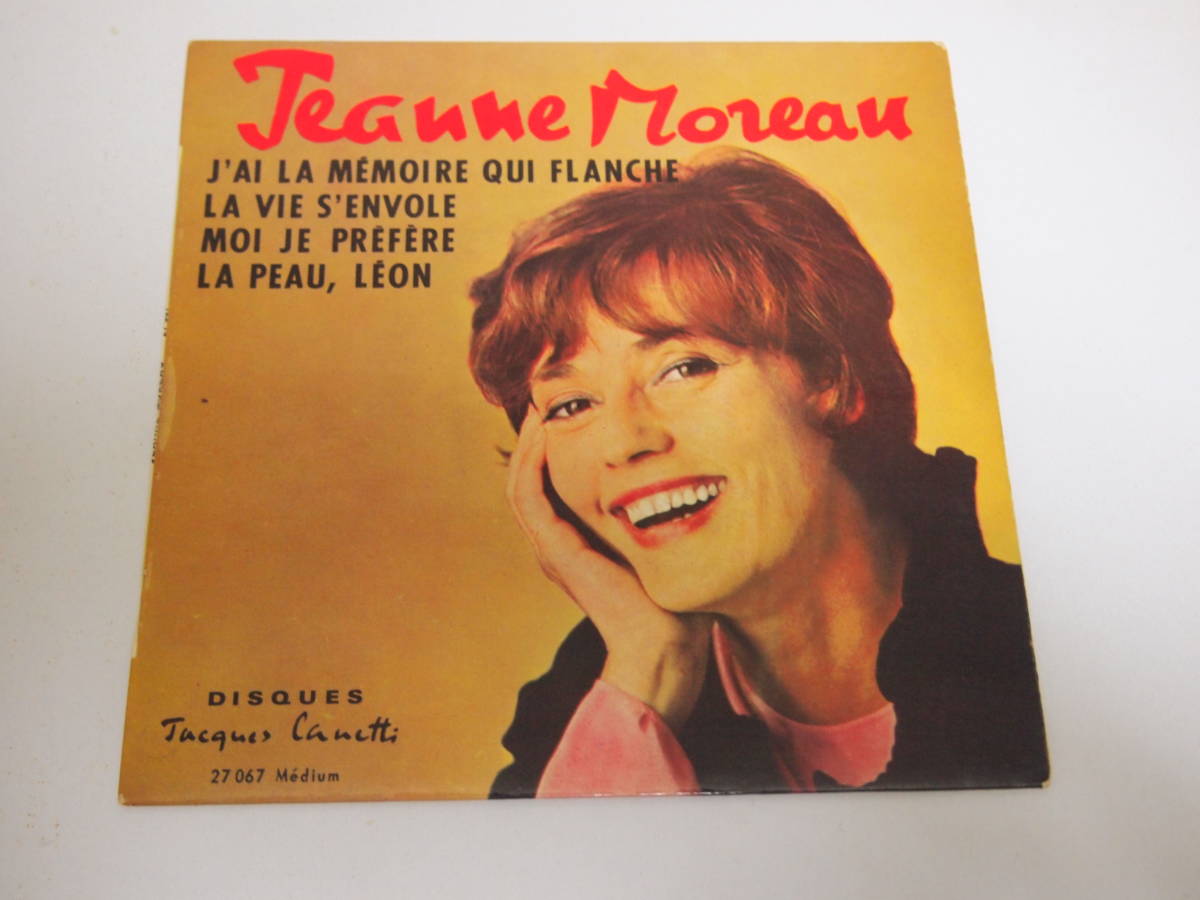 Jeanne Moreau
J'AI LA MÉMOIRE QUI FLANCHE
LA VIE S'ENVOLE
MOI JE PRÉFÈRE
LA PEAU, LÉON
DISQUES
Jacques Canetti
27 067 Médium